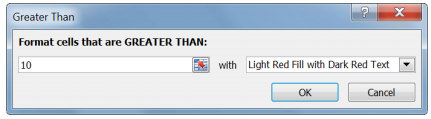 Greater Than
Format cells that are GREATER THAN:
10 with Light Red Fill with Dark Red Text
OK Cancel